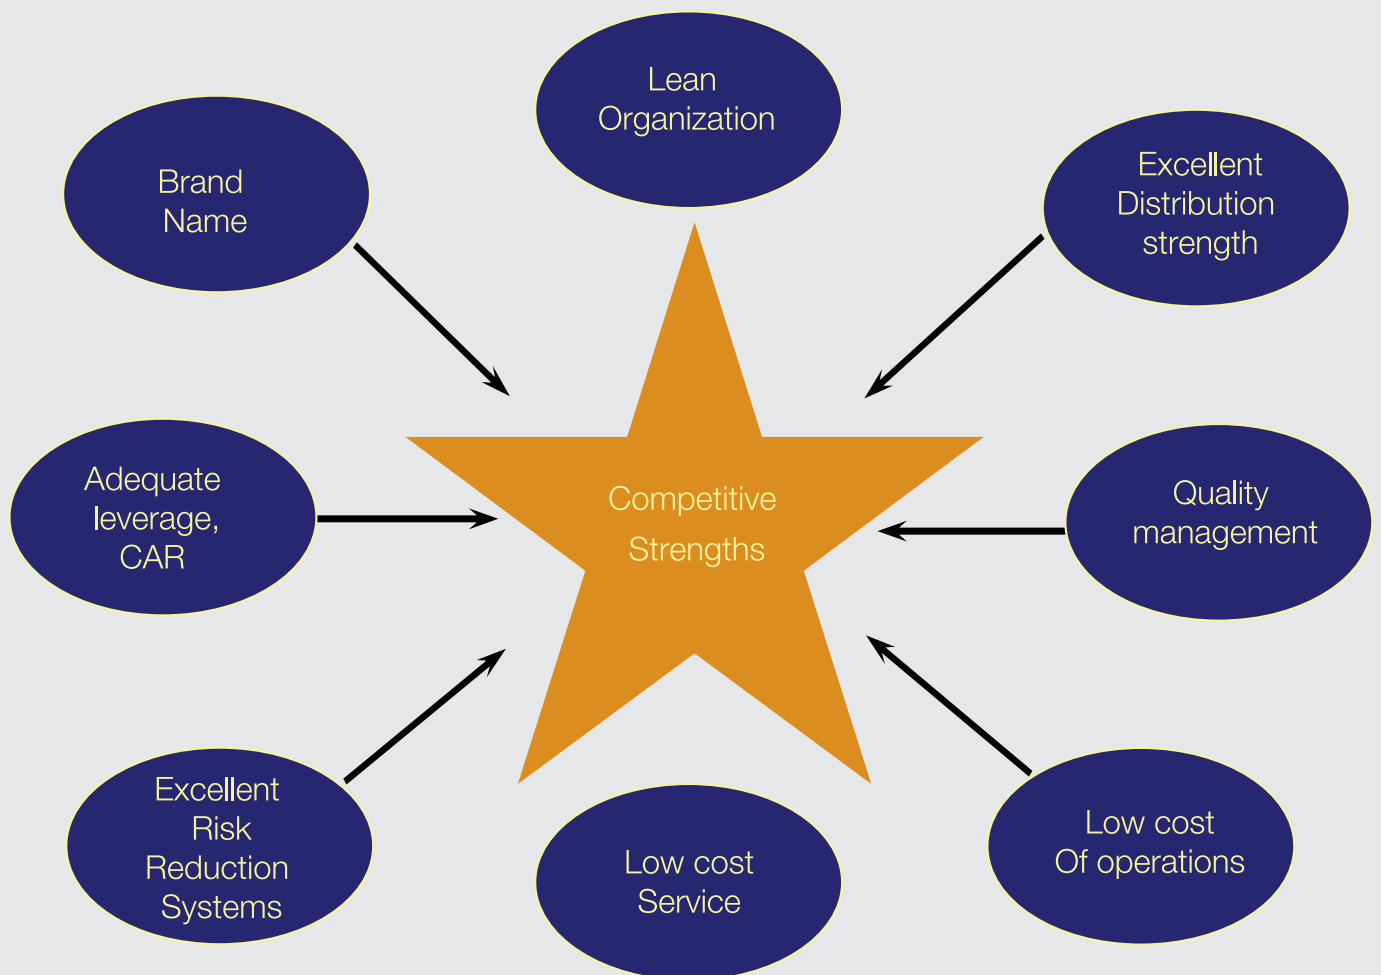 Lean
Organization
Brand
Name
Excellent
Distribution
strength
Adequate
leverage,
CAR
Competitive
Strengths
Quality
management
Excellent
Risk
Reduction
Systems
Low cost
Service
Low cost
Of operations